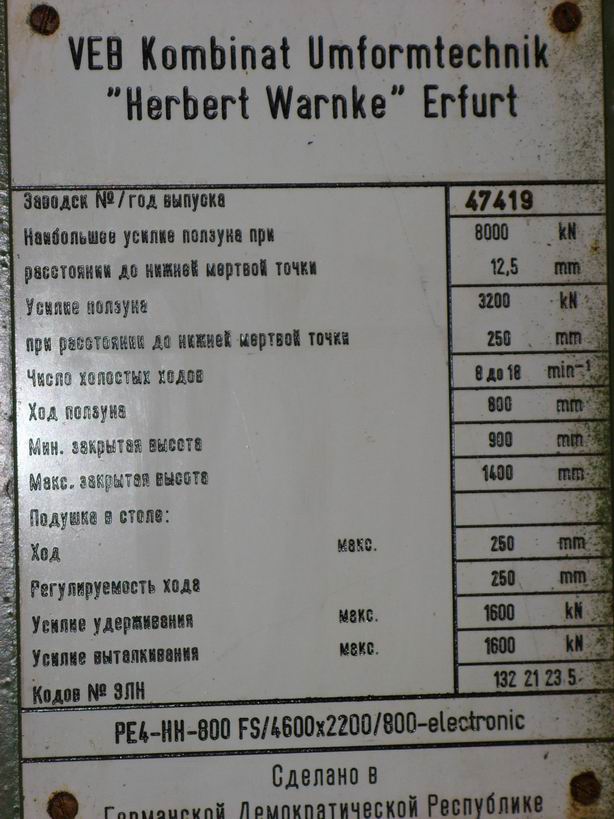 VEB Kombinat Umformtechnik
"Herbert Warnke" Erfurt
Заводск №/год выпуска 47419
Наибольшее усилие ползуна при 8000 kN
расстоянии до нижней мертвой точки 12,5 mm
Усилие ползуна 3200 kN
при расстоянии до нижней мертвой точки 250 mm
Число холостых ходов 8 до 18 min⁻¹
Ход ползуна 800 mm
Мин. закрытая высота 900 mm
Макс. закрытая высота 1400 mm
Подушка в столе:
Ход макс. 250 mm
Регулируемость хода 250 mm
Усилие удерживания макс. 1600 kN
Усилие выталкивания макс. 1600 kN
Кодов № ЭЛН 132 21 23 5
PE4-HH-800 FS/4600x2200/800-electronic
Сделано в
Германской Демократической Республике